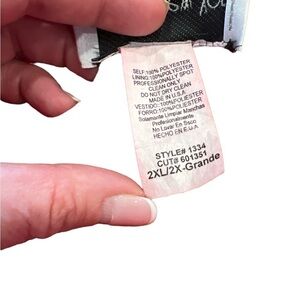 SELF:100% POLYESTER
LINING:100%POLYESTER
PROFESSIONALLY SPOT
CLEAN ONLY
DO NOT DRY CLEAN
MADE IN U.S.A
VESTIDO: 100%POLIESTER
FORRO:100%POLIESTER
Solamente Limpiar Manchas
Profesionalmente
No Lavar En Seco
HECHO EN E.U.A
STYLE# 1334
CUT# 601351
2XL/2X-Grande